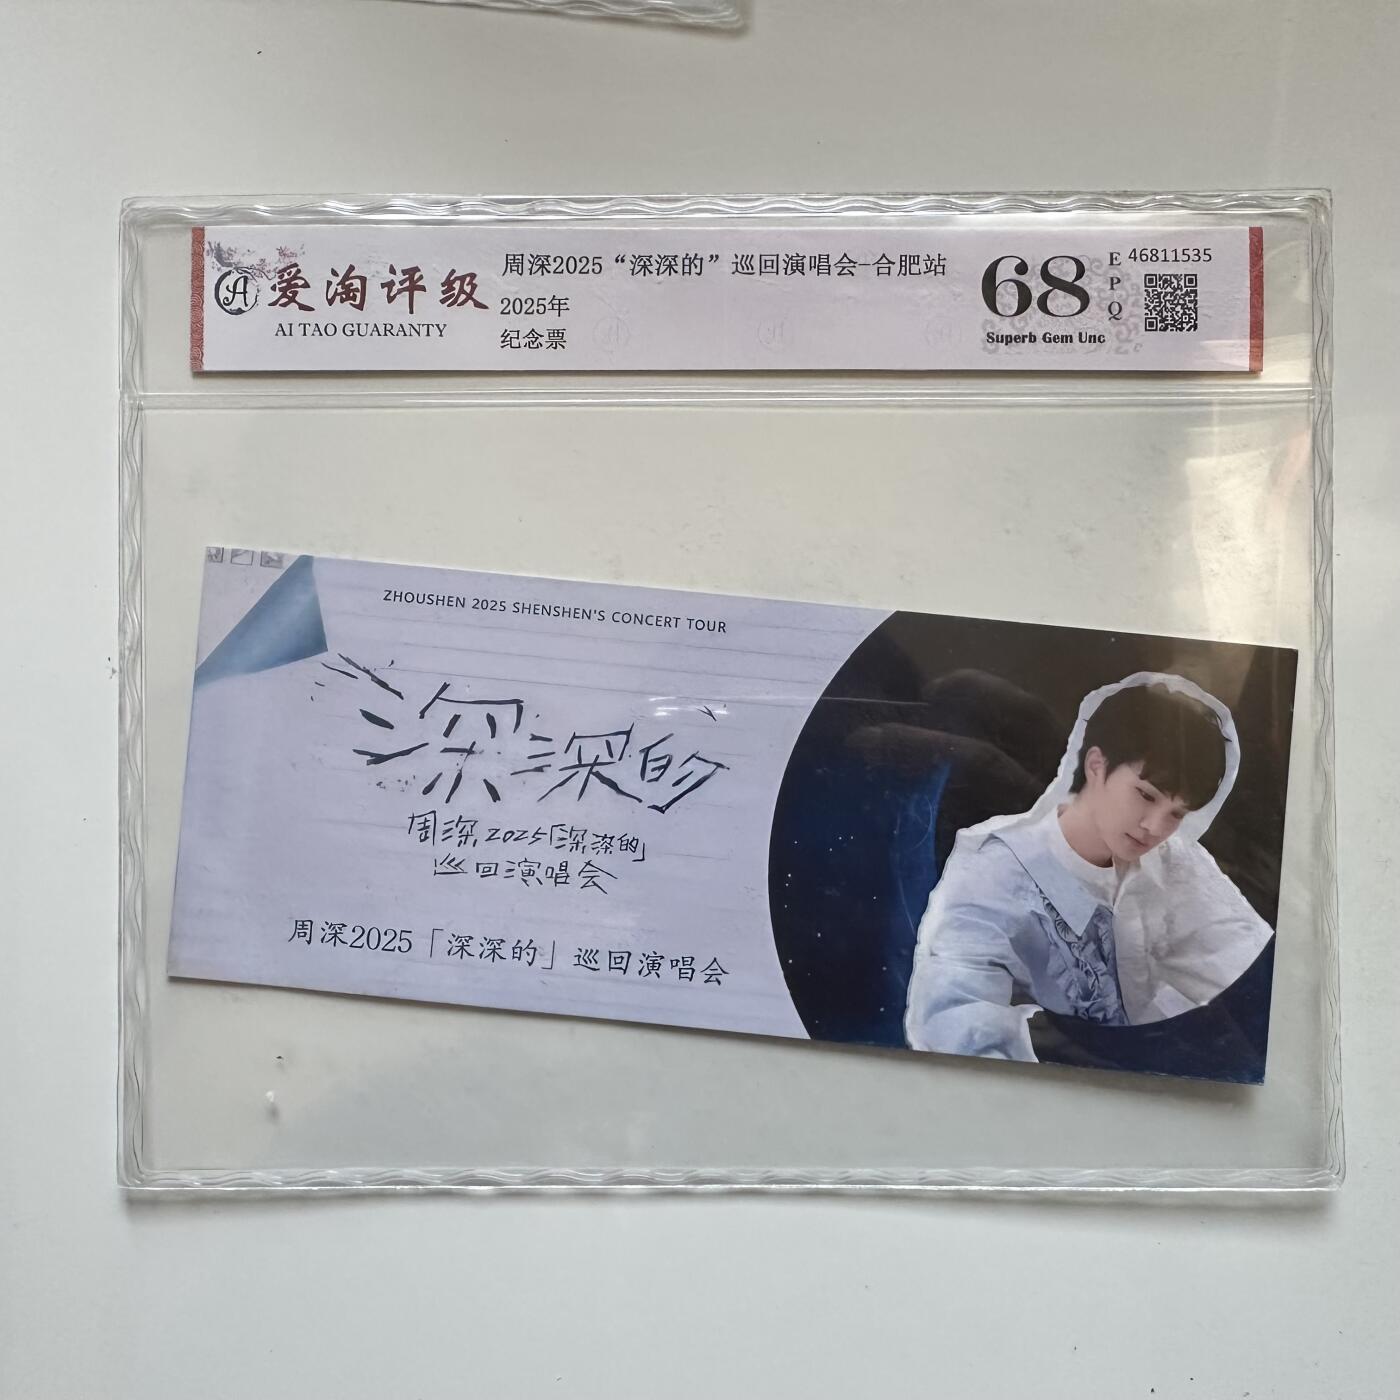 爱淘评级
AI TAO GUARANTY
周深2025“深深的”巡回演唱会-合肥站
2025年
纪念票
68
EPQ
Superb Gem Unc
46811535
ZHOUSHEN 2025 SHENSHEN'S CONCERT TOUR
深深的
周深2025「深深的」
巡回演唱会
周深2025「深深的」巡回演唱会